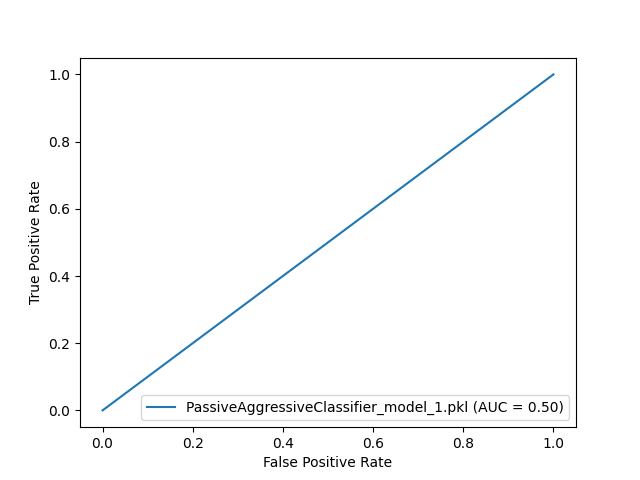 1.0
0.8
0.6
0.4
0.2
0.0
True Positive Rate
PassiveAggressiveClassifier_model_1.pkl (AUC = 0.50)
0.0 0.2 0.4 0.6 0.8 1.0
False Positive Rate